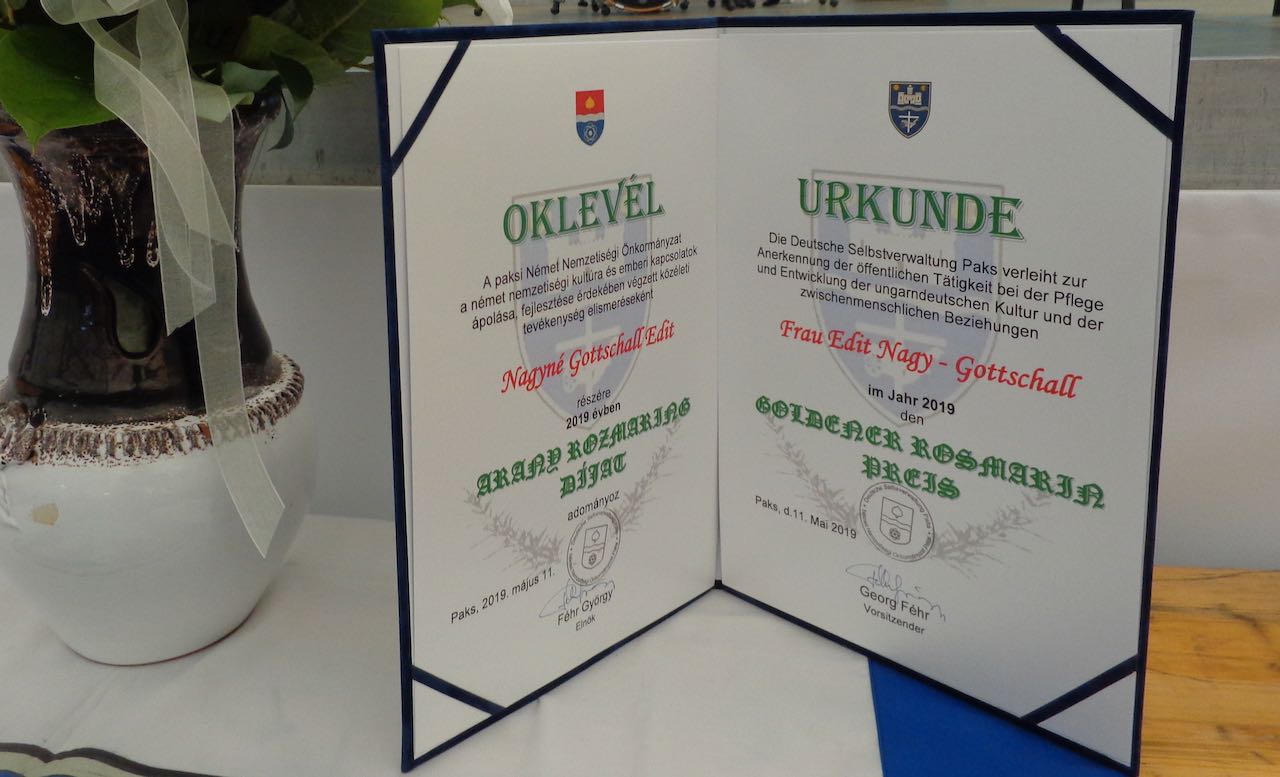 OKLEVÉL
A paksi Német Nemzetiségi Önkormányzat
a német nemzetiségi kultúra és emberi kapcsolatok
ápolása, fejlesztése érdekében végzett közéleti
tevékenység elismeréseként
Nagyné Gottschall Edit
részére
2019 évben
ARANY ROZMARING
DÍJAT
adományoz
Paks, 2019. május 11.
Féhr György
Elnök
URKUNDE
Die Deutsche Selbstverwaltung Paks verleiht zur
Anerkennung der öffentlichen Tätigkeit bei der Pflege
und Entwicklung der ungarndeutschen Kultur und der
zwischenmenschlichen Beziehungen
Frau Edit Nagy - Gottschall
im Jahr 2019
den
GOLDENER ROSMARIN
PREIS
Paks, d.11. Mai 2019
Deutsche Selbstverwaltung Paks
Georg Féhr
Vorsitzender